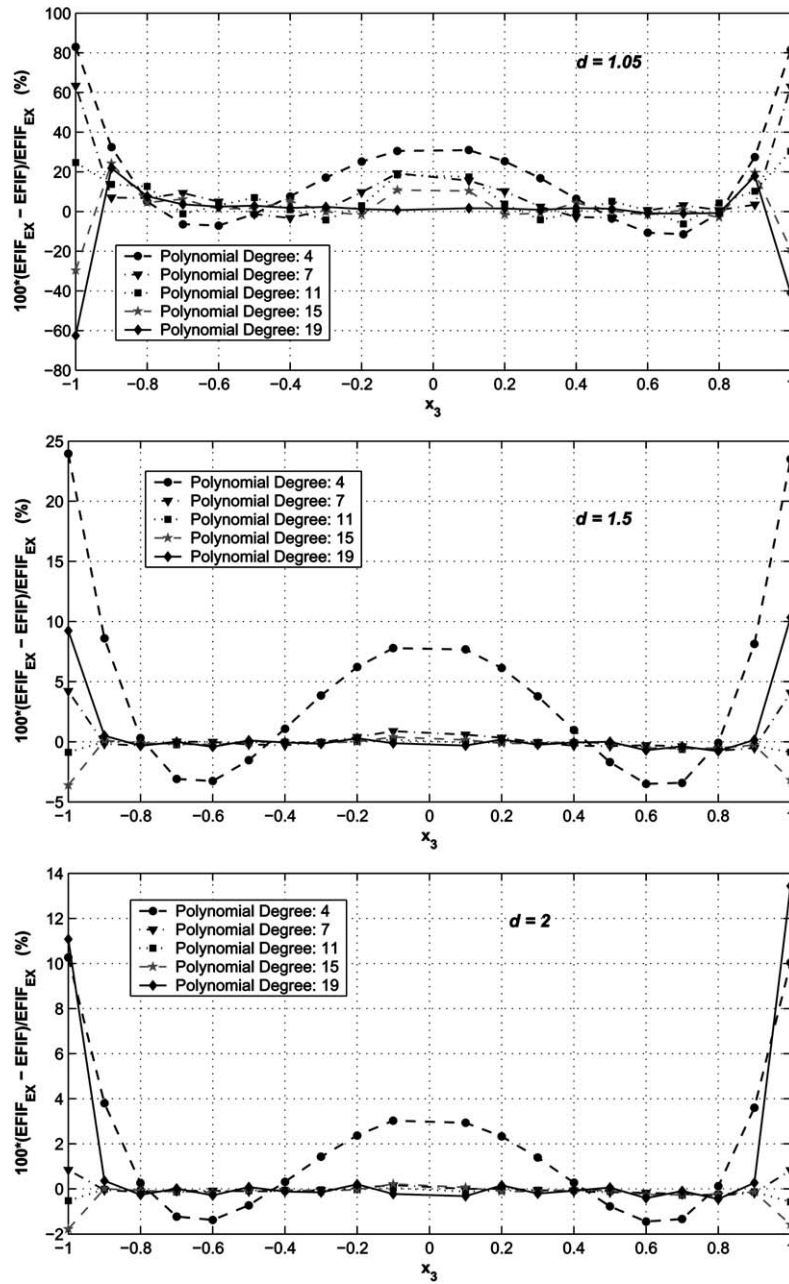 100
80
60
40
20
0
−20
−40
−60
−80
100*(EFIF_EX − EFIF)/EFIF_EX (%)
d = 1.05
Polynomial Degree: 4
Polynomial Degree: 7
Polynomial Degree: 11
Polynomial Degree: 15
Polynomial Degree: 19
−1 −0.8 −0.6 −0.4 −0.2 0 0.2 0.4 0.6 0.8 1
x_3
25
20
15
10
5
0
−5
100*(EFIF_EX − EFIF)/EFIF_EX (%)
Polynomial Degree: 4
Polynomial Degree: 7
Polynomial Degree: 11
Polynomial Degree: 15
Polynomial Degree: 19
d = 1.5
−1 −0.8 −0.6 −0.4 −0.2 0 0.2 0.4 0.6 0.8 1
x_3
14
12
10
8
6
4
2
0
−2
100*(EFIF_EX − EFIF)/EFIF_EX (%)
Polynomial Degree: 4
Polynomial Degree: 7
Polynomial Degree: 11
Polynomial Degree: 15
Polynomial Degree: 19
d = 2
−1 −0.8 −0.6 −0.4 −0.2 0 0.2 0.4 0.6 0.8 1
x_3